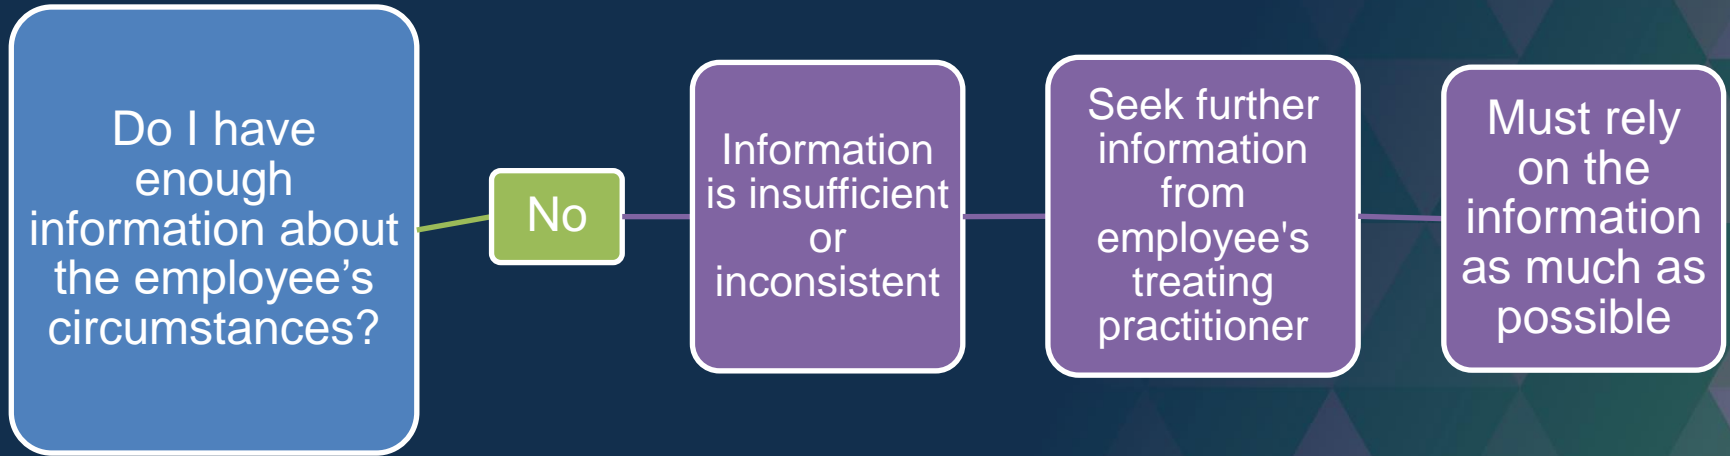 Do I have
enough
information about
the employee’s
circumstances?
No
Information
is insufficient
or
inconsistent
Seek further
information
from
employee's
treating
practitioner
Must rely
on the
information
as much as
possible